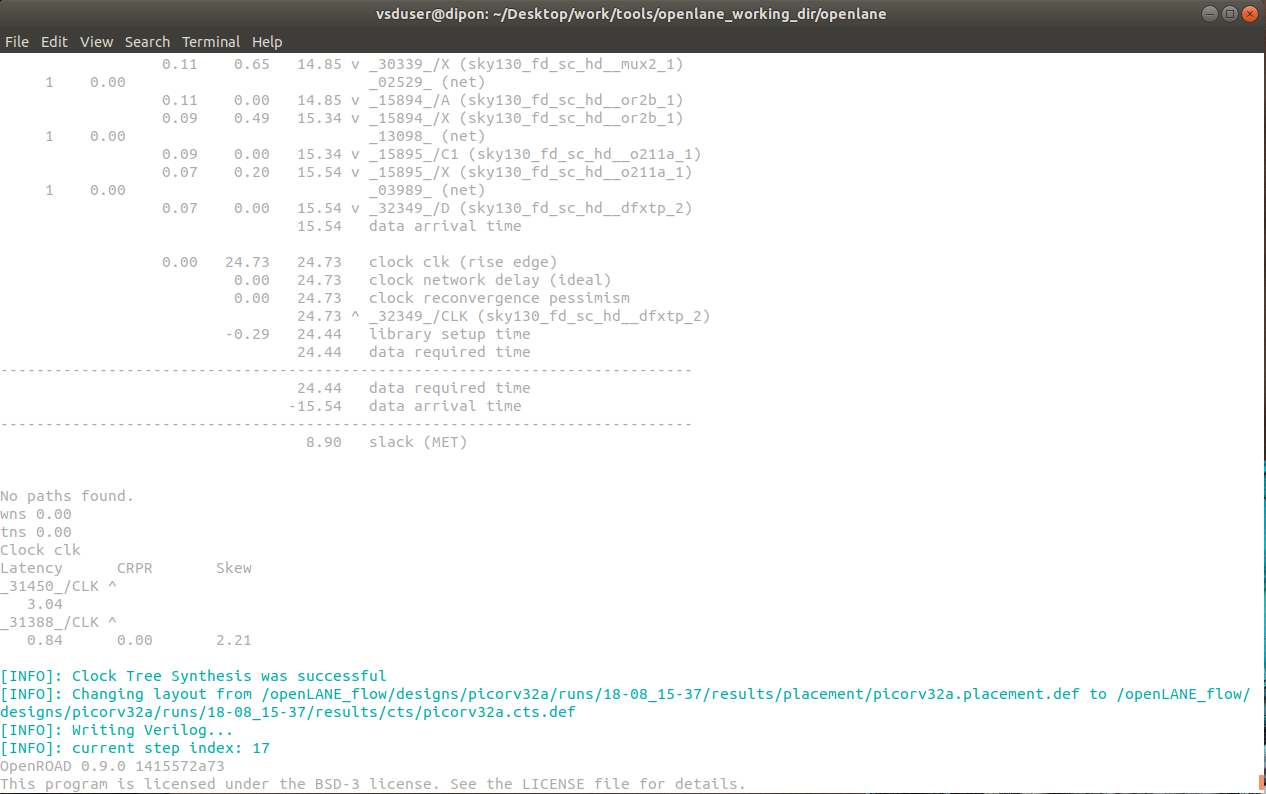 vsduser@dipon: ~/Desktop/work/tools/openlane_working_dir/openlane
File Edit View Search Terminal Help
                  0.11    0.65   14.85 v _30339_/X (sky130_fd_sc_hd__mux2_1)
     1    0.00                           _02529_ (net)
                  0.11    0.00   14.85 v _15894_/A (sky130_fd_sc_hd__or2b_1)
                  0.09    0.49   15.34 v _15894_/X (sky130_fd_sc_hd__or2b_1)
     1    0.00                           _13098_ (net)
                  0.09    0.00   15.34 v _15895_/C1 (sky130_fd_sc_hd__o211a_1)
                  0.07    0.20   15.54 v _15895_/X (sky130_fd_sc_hd__o211a_1)
     1    0.00                           _03989_ (net)
                  0.07    0.00   15.54 v _32349_/D (sky130_fd_sc_hd__dfxtp_2)
                                 15.54   data arrival time

                  0.00   24.73   24.73   clock clk (rise edge)
                          0.00   24.73   clock network delay (ideal)
                          0.00   24.73   clock reconvergence pessimism
                                 24.73 ^ _32349_/CLK (sky130_fd_sc_hd__dfxtp_2)
                         -0.29   24.44   library setup time
                                 24.44   data required time
-----------------------------------------------------------------------------
                                 24.44   data required time
                                -15.54   data arrival time
-----------------------------------------------------------------------------
                                  8.90   slack (MET)


No paths found.
wns 0.00
tns 0.00
Clock clk
Latency      CRPR       Skew
_31450_/CLK ^
   3.04
_31388_/CLK ^
   0.84      0.00       2.21

[INFO]: Clock Tree Synthesis was successful
[INFO]: Changing layout from /openLANE_flow/designs/picorv32a/runs/18-08_15-37/results/placement/picorv32a.placement.def to /openLANE_flow/
designs/picorv32a/runs/18-08_15-37/results/cts/picorv32a.cts.def
[INFO]: Writing Verilog...
[INFO]: current step index: 17
OpenROAD 0.9.0 1415572a73
This program is licensed under the BSD-3 license. See the LICENSE file for details.